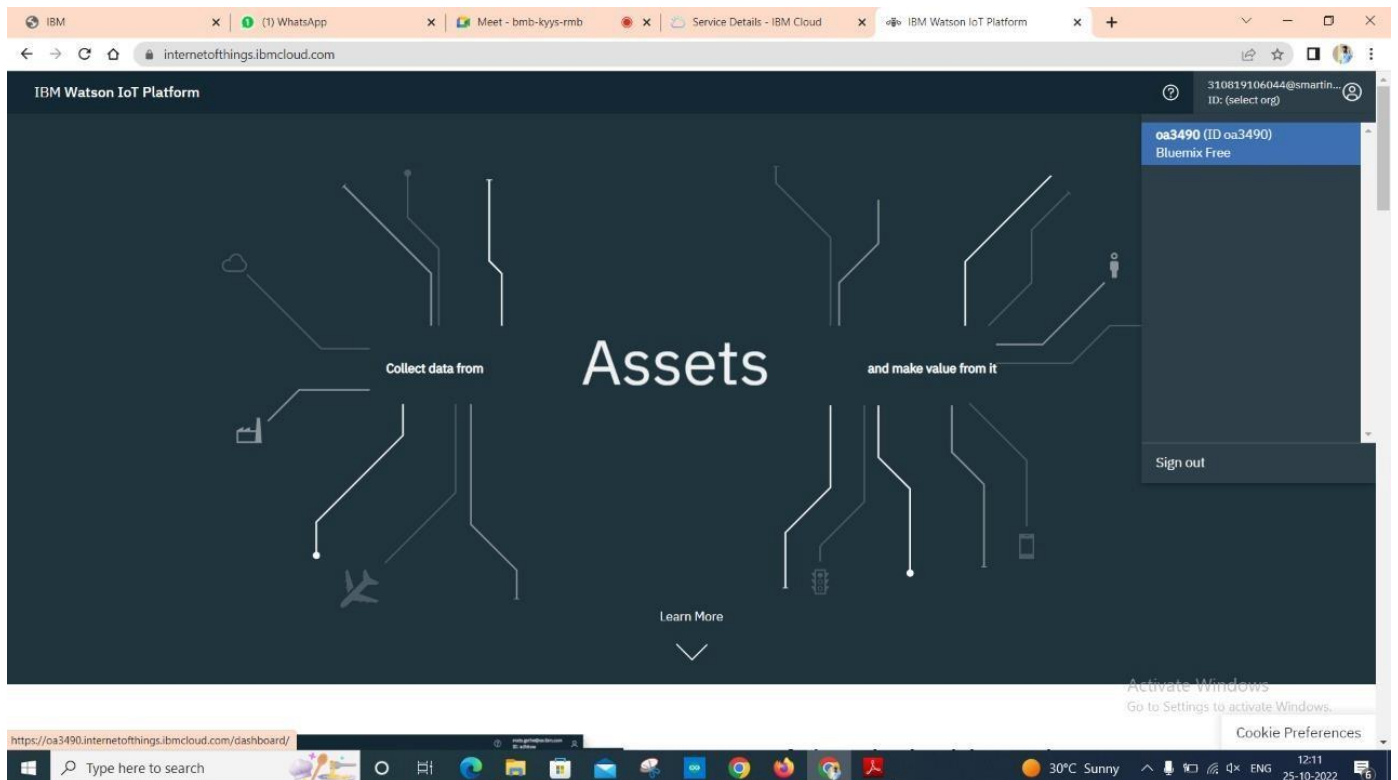 IBM
(1) WhatsApp
Meet - bmb-kyys-rmb
Service Details - IBM Cloud
IBM Watson IoT Platform
internetofthings.ibmcloud.com
IBM Watson IoT Platform
310819106044@smartin...
ID: (select org)
oa3490 (ID oa3490)
Bluemix Free
Sign out
Collect data from
Assets
and make value from it
Learn More
Activate Windows
Go to Settings to activate Windows.
Cookie Preferences
https://oa3490.internetofthings.ibmcloud.com/dashboard/
Type here to search
30°C Sunny
ENG
12:11
25-10-2022
6